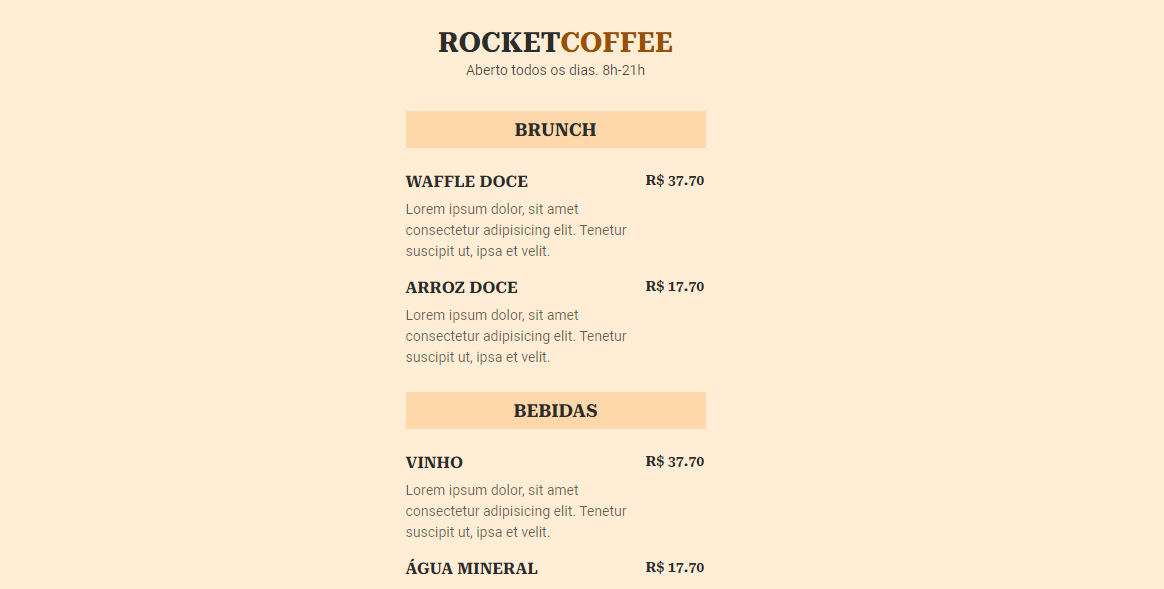 ROCKETCOFFEE
Aberto todos os dias. 8h-21h
BRUNCH
WAFFLE DOCE R$ 37.70
Lorem ipsum dolor, sit amet
consectetur adipisicing elit. Tenetur
suscipit ut, ipsa et velit.
ARROZ DOCE R$ 17.70
Lorem ipsum dolor, sit amet
consectetur adipisicing elit. Tenetur
suscipit ut, ipsa et velit.
BEBIDAS
VINHO R$ 37.70
Lorem ipsum dolor, sit amet
consectetur adipisicing elit. Tenetur
suscipit ut, ipsa et velit.
ÁGUA MINERAL R$ 17.70